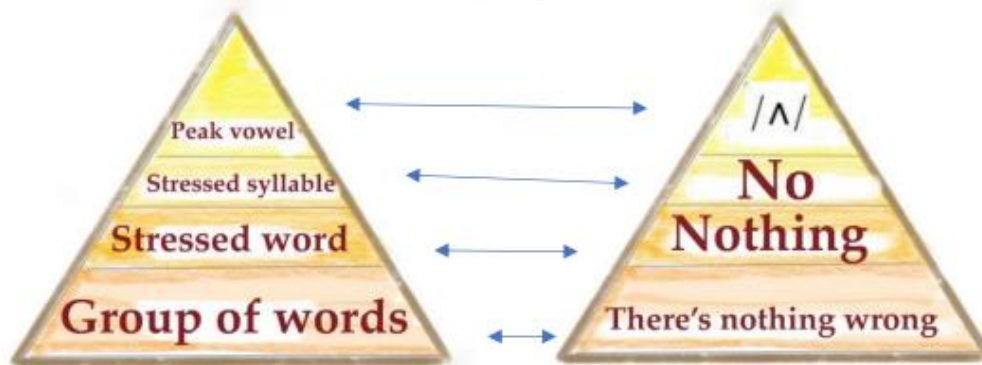 Peak vowel
Stressed syllable
Stressed word
Group of words
/ʌ/
No
Nothing
There's nothing wrong